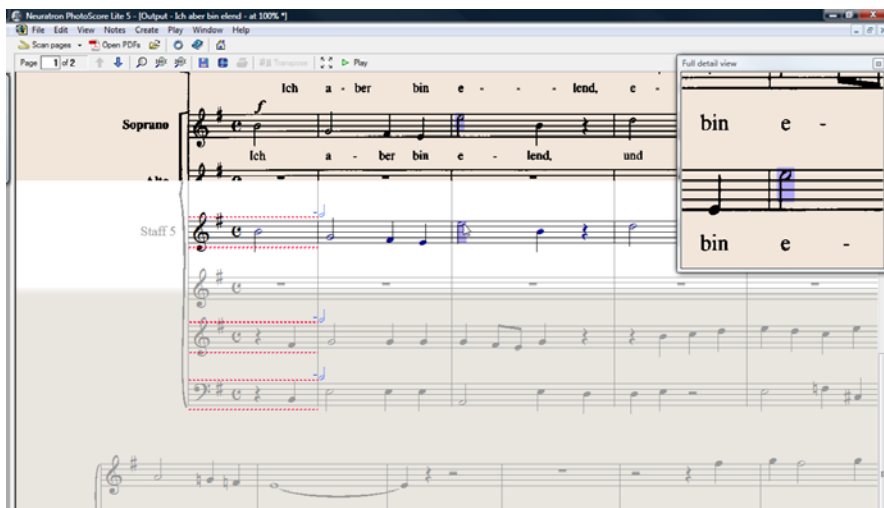 Neuratron PhotoScore Lite 5 - [Output - Ich aber bin elend - at 100% *]
File Edit View Notes Create Play Window Help
Scan pages Open PDFs
Page 1 of 2 Transpose Play
Full detail view
Ich a - ber bin e - - - lend, e -
f
Soprano
Ich a - ber bin e - lend, und
Alto
Staff 5
bin e -
bin e -